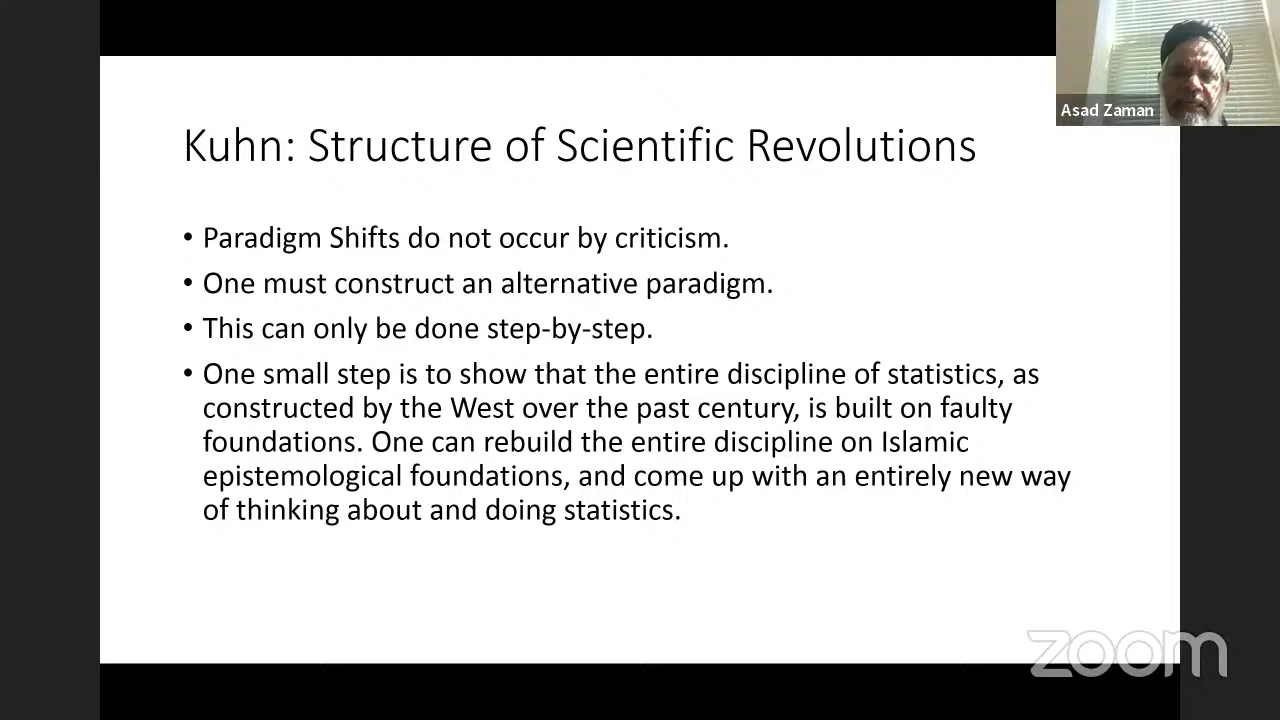 Asad Zaman
Kuhn: Structure of Scientific Revolutions
• Paradigm Shifts do not occur by criticism.
• One must construct an alternative paradigm.
• This can only be done step-by-step.
• One small step is to show that the entire discipline of statistics, as
constructed by the West over the past century, is built on faulty
foundations. One can rebuild the entire discipline on Islamic
epistemological foundations, and come up with an entirely new way
of thinking about and doing statistics.
zoom